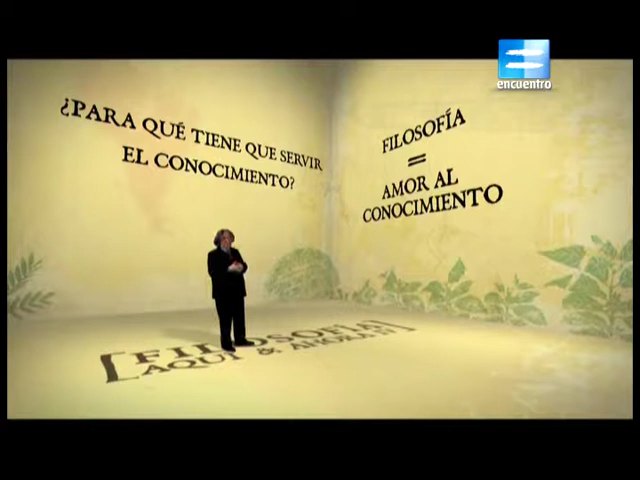 encuentro
¿PARA QUÉ TIENE QUE SERVIR
EL CONOCIMIENTO?
FILOSOFÍA
=
AMOR AL
CONOCIMIENTO
[FILOSOFÍA
AQUÍ & AHORA]